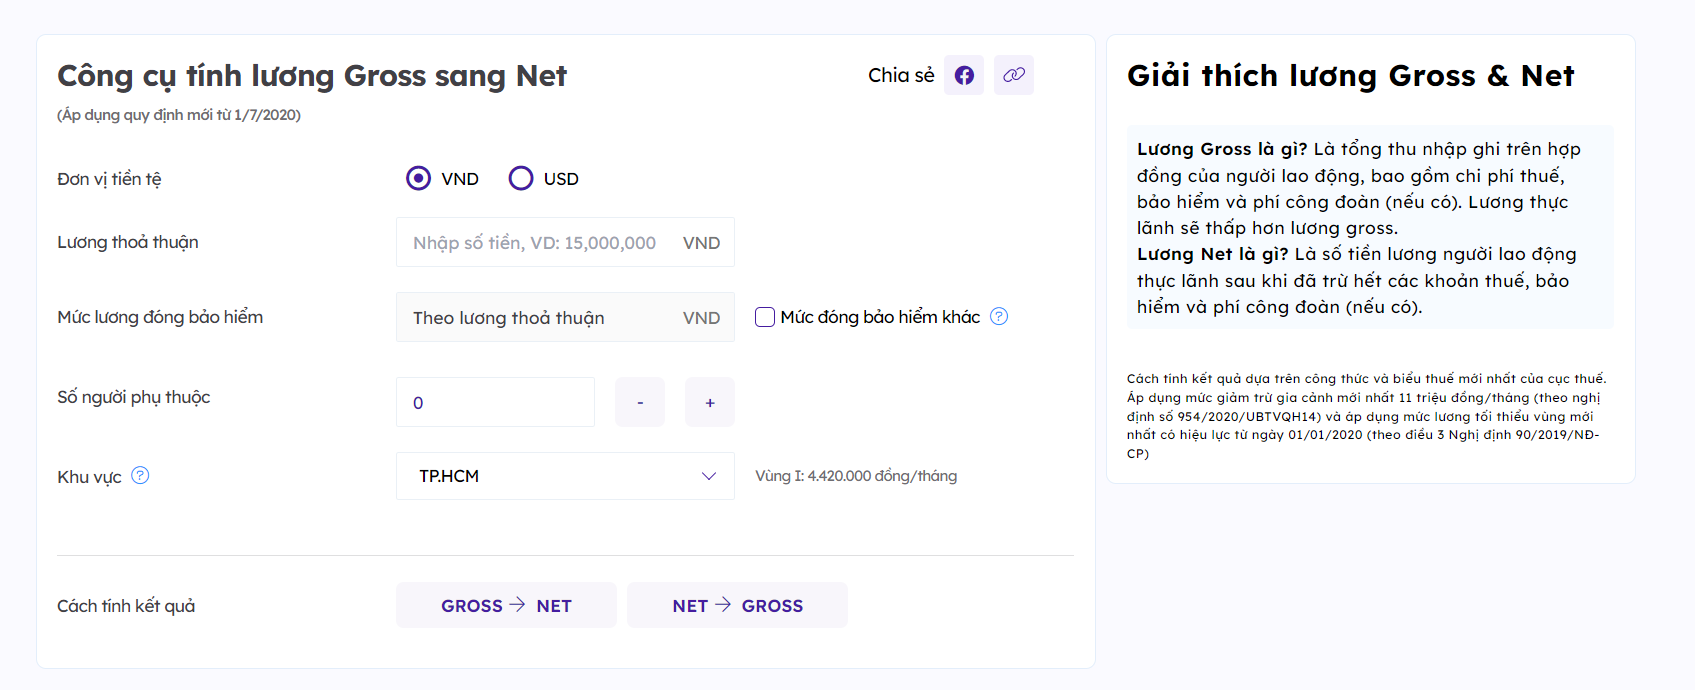 Công cụ tính lương Gross sang Net
Chia sẻ
(Áp dụng quy định mới từ 1/7/2020)
Đơn vị tiền tệ
VND
USD
Lương thoả thuận
Nhập số tiền, VD: 15,000,000 VND
Mức lương đóng bảo hiểm
Theo lương thoả thuận VND
Mức đóng bảo hiểm khác ?
Số người phụ thuộc
0
-
+
Khu vực ?
TP.HCM
Vùng I: 4.420.000 đồng/tháng
Cách tính kết quả
GROSS → NET
NET → GROSS
Giải thích lương Gross & Net
Lương Gross là gì? Là tổng thu nhập ghi trên hợp
đồng của người lao động, bao gồm chi phí thuế,
bảo hiểm và phí công đoàn (nếu có). Lương thực
lãnh sẽ thấp hơn lương gross.
Lương Net là gì? Là số tiền lương người lao động
thực lãnh sau khi đã trừ hết các khoản thuế, bảo
hiểm và phí công đoàn (nếu có).
Cách tính kết quả dựa trên công thức và biểu thuế mới nhất của cục thuế.
Áp dụng mức giảm trừ gia cảnh mới nhất 11 triệu đồng/tháng (theo nghị
định số 954/2020/UBTVQH14) và áp dụng mức lương tối thiểu vùng mới
nhất có hiệu lực từ ngày 01/01/2020 (theo điều 3 Nghị định 90/2019/NĐ-
CP)